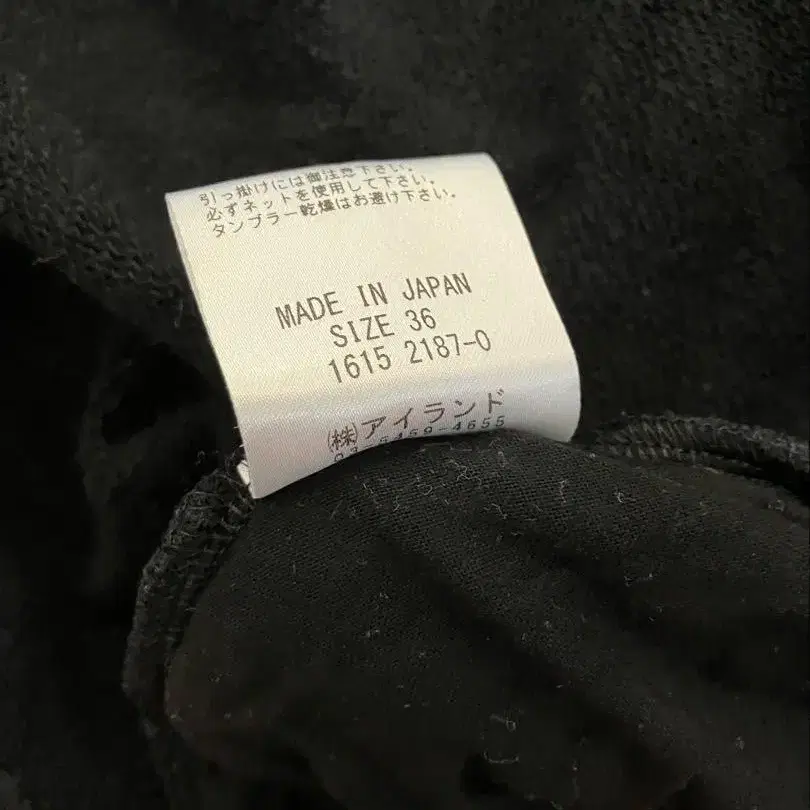 引っ掛けには御注意下さい。
必ずネットを使用して下さい。
タンブラー乾燥はお避け下さい。
MADE IN JAPAN
SIZE 36
1615 2187-0
㈱アイランド
5459-4655